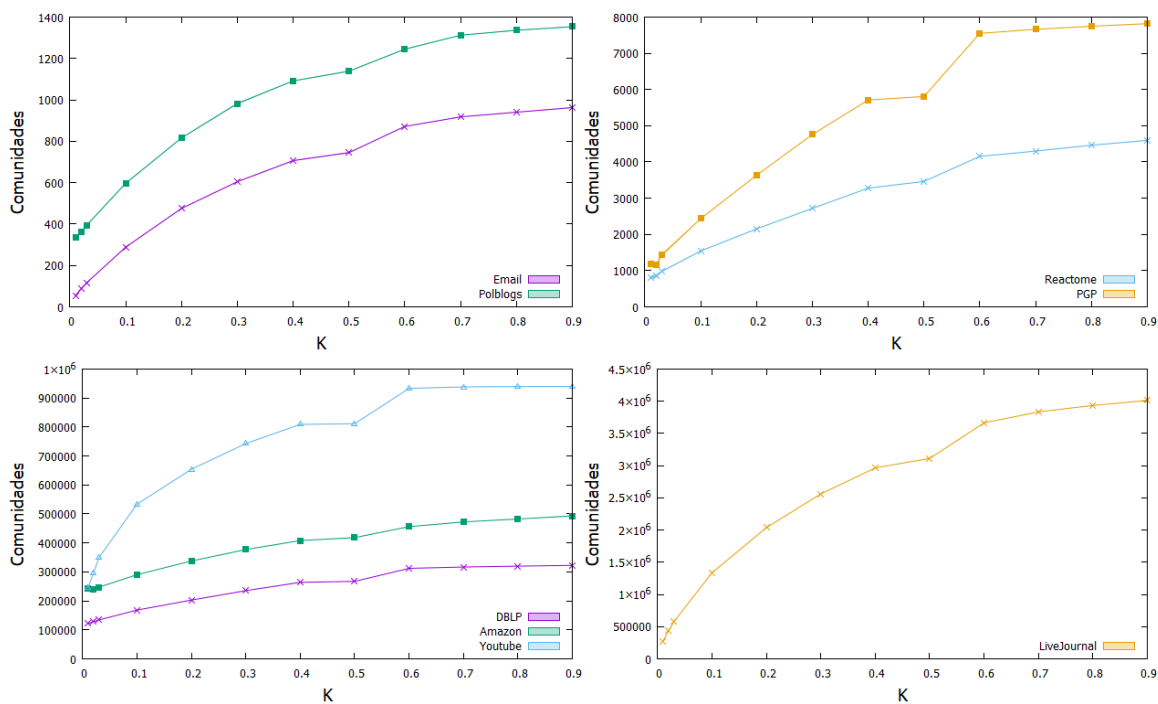 1400
1200
1000
800
600
400
200
0
Comunidades
0 0.1 0.2 0.3 0.4 0.5 0.6 0.7 0.8 0.9
K
Email
Polblogs
8000
7000
6000
5000
4000
3000
2000
1000
0
Comunidades
0 0.1 0.2 0.3 0.4 0.5 0.6 0.7 0.8 0.9
K
Reactome
PGP
1×10⁶
900000
800000
700000
600000
500000
400000
300000
200000
100000
0
Comunidades
0 0.1 0.2 0.3 0.4 0.5 0.6 0.7 0.8 0.9
K
DBLP
Amazon
Youtube
4.5×10⁶
4×10⁶
3.5×10⁶
3×10⁶
2.5×10⁶
2×10⁶
1.5×10⁶
1×10⁶
500000
0
Comunidades
0 0.1 0.2 0.3 0.4 0.5 0.6 0.7 0.8 0.9
K
LiveJournal